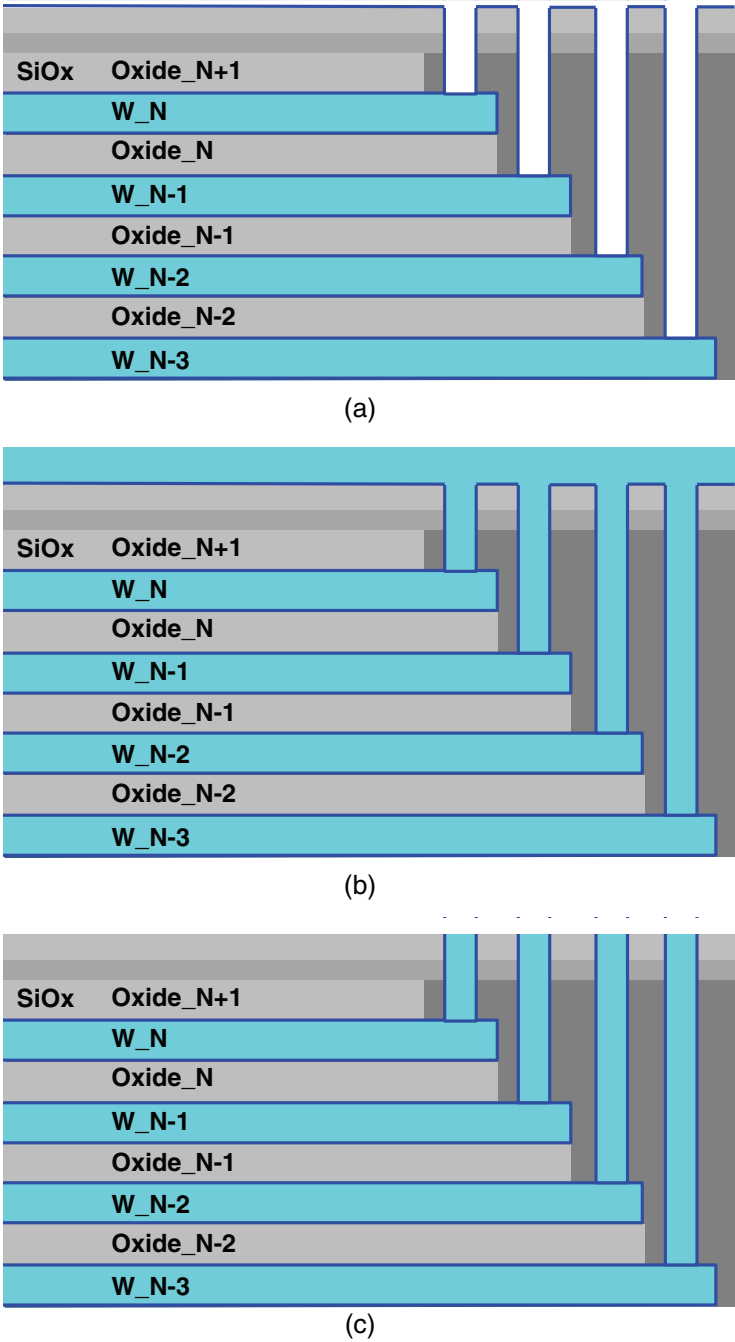 SiOx Oxide_N+1
W_N
Oxide_N
W_N-1
Oxide_N-1
W_N-2
Oxide_N-2
W_N-3
(a)
SiOx Oxide_N+1
W_N
Oxide_N
W_N-1
Oxide_N-1
W_N-2
Oxide_N-2
W_N-3
(b)
SiOx Oxide_N+1
W_N
Oxide_N
W_N-1
Oxide_N-1
W_N-2
Oxide_N-2
W_N-3
(c)